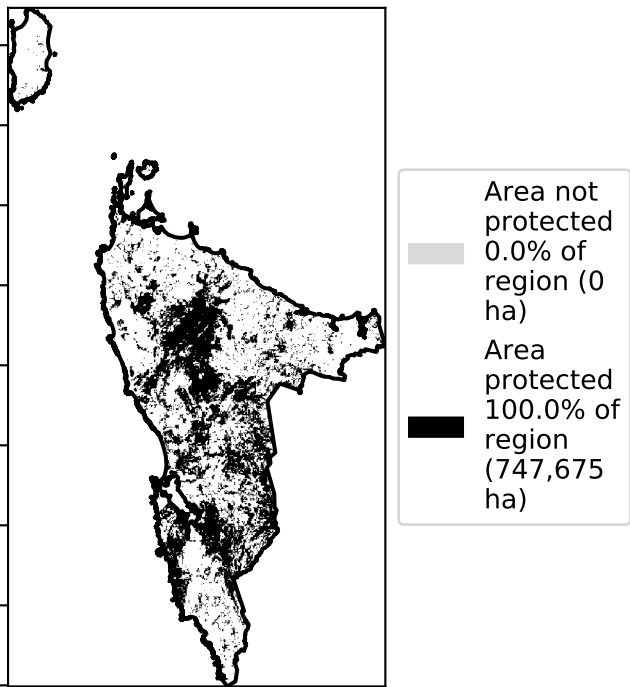 Area not
protected
0.0% of
region (0
ha)
Area
protected
100.0% of
region
(747,675
ha)